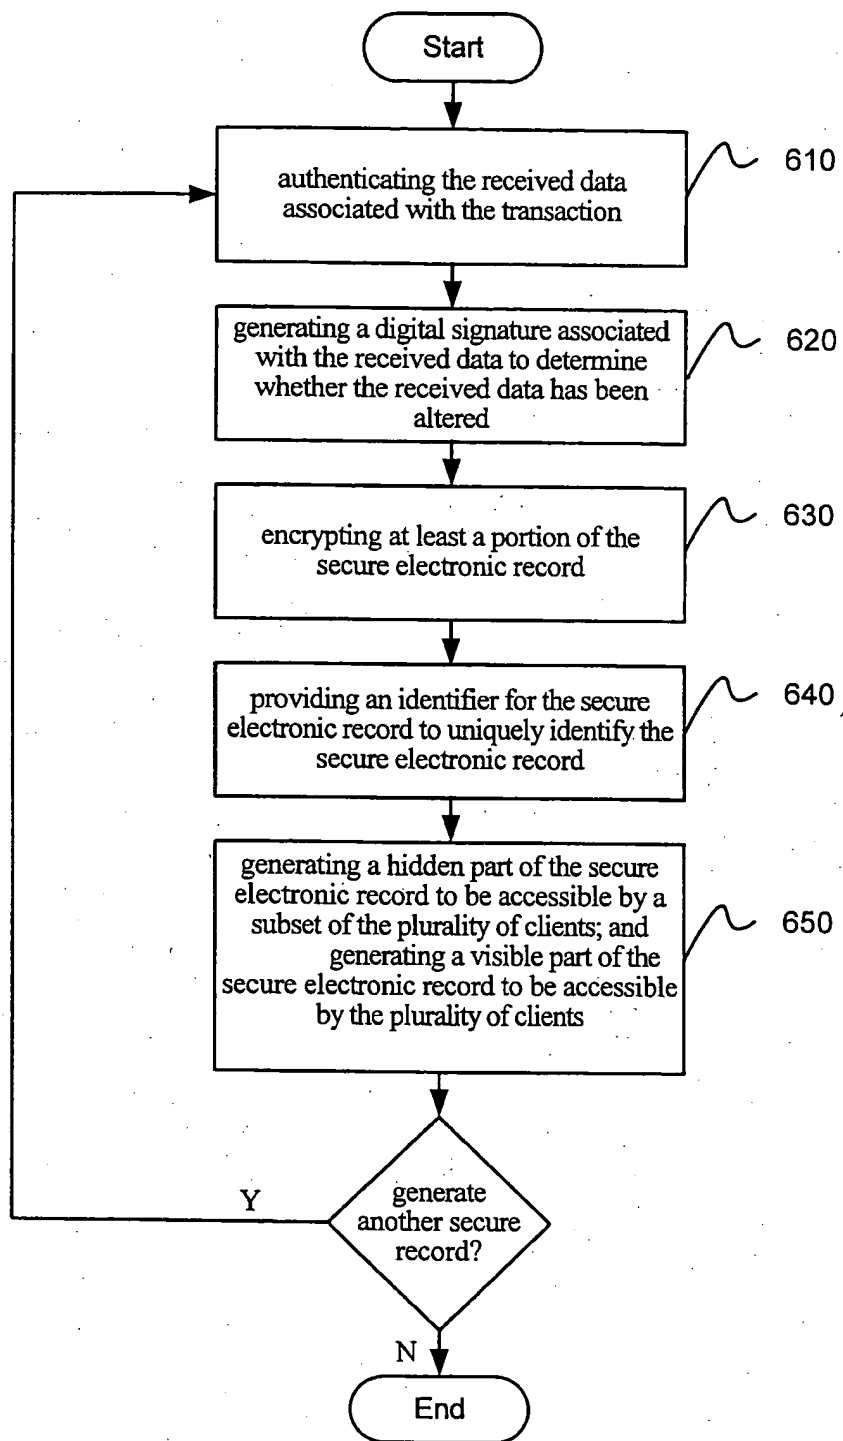 Start
authenticating the received data
associated with the transaction
610
generating a digital signature associated
with the received data to determine
whether the received data has been
altered
620
encrypting at least a portion of the
secure electronic record
630
providing an identifier for the secure
electronic record to uniquely identify the
secure electronic record
640
generating a hidden part of the secure
electronic record to be accessible by a
subset of the plurality of clients; and
generating a visible part of the
secure electronic record to be accessible
by the plurality of clients
650
generate
another secure
record?
Y
N
End